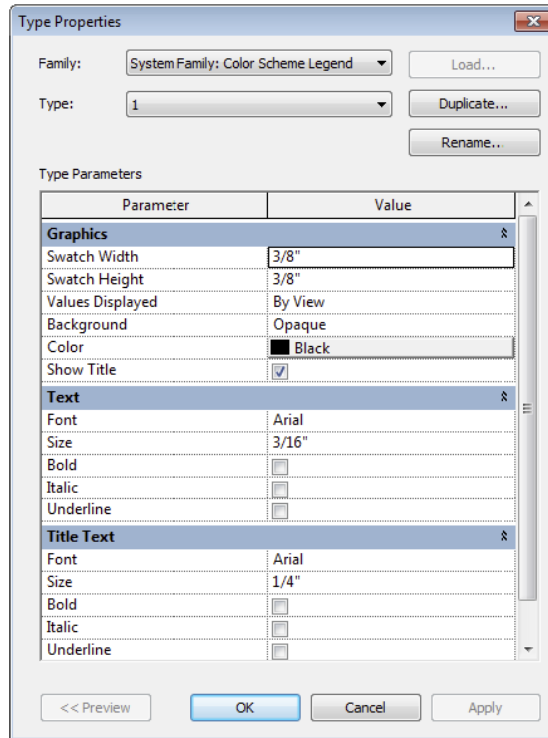 Type Properties
Family: System Family: Color Scheme Legend Load...
Type: 1 Duplicate...
Rename...
Type Parameters
Parameter Value
Graphics
Swatch Width 3/8"
Swatch Height 3/8"
Values Displayed By View
Background Opaque
Color Black
Show Title
Text
Font Arial
Size 3/16"
Bold
Italic
Underline
Title Text
Font Arial
Size 1/4"
Bold
Italic
Underline
<< Preview OK Cancel Apply